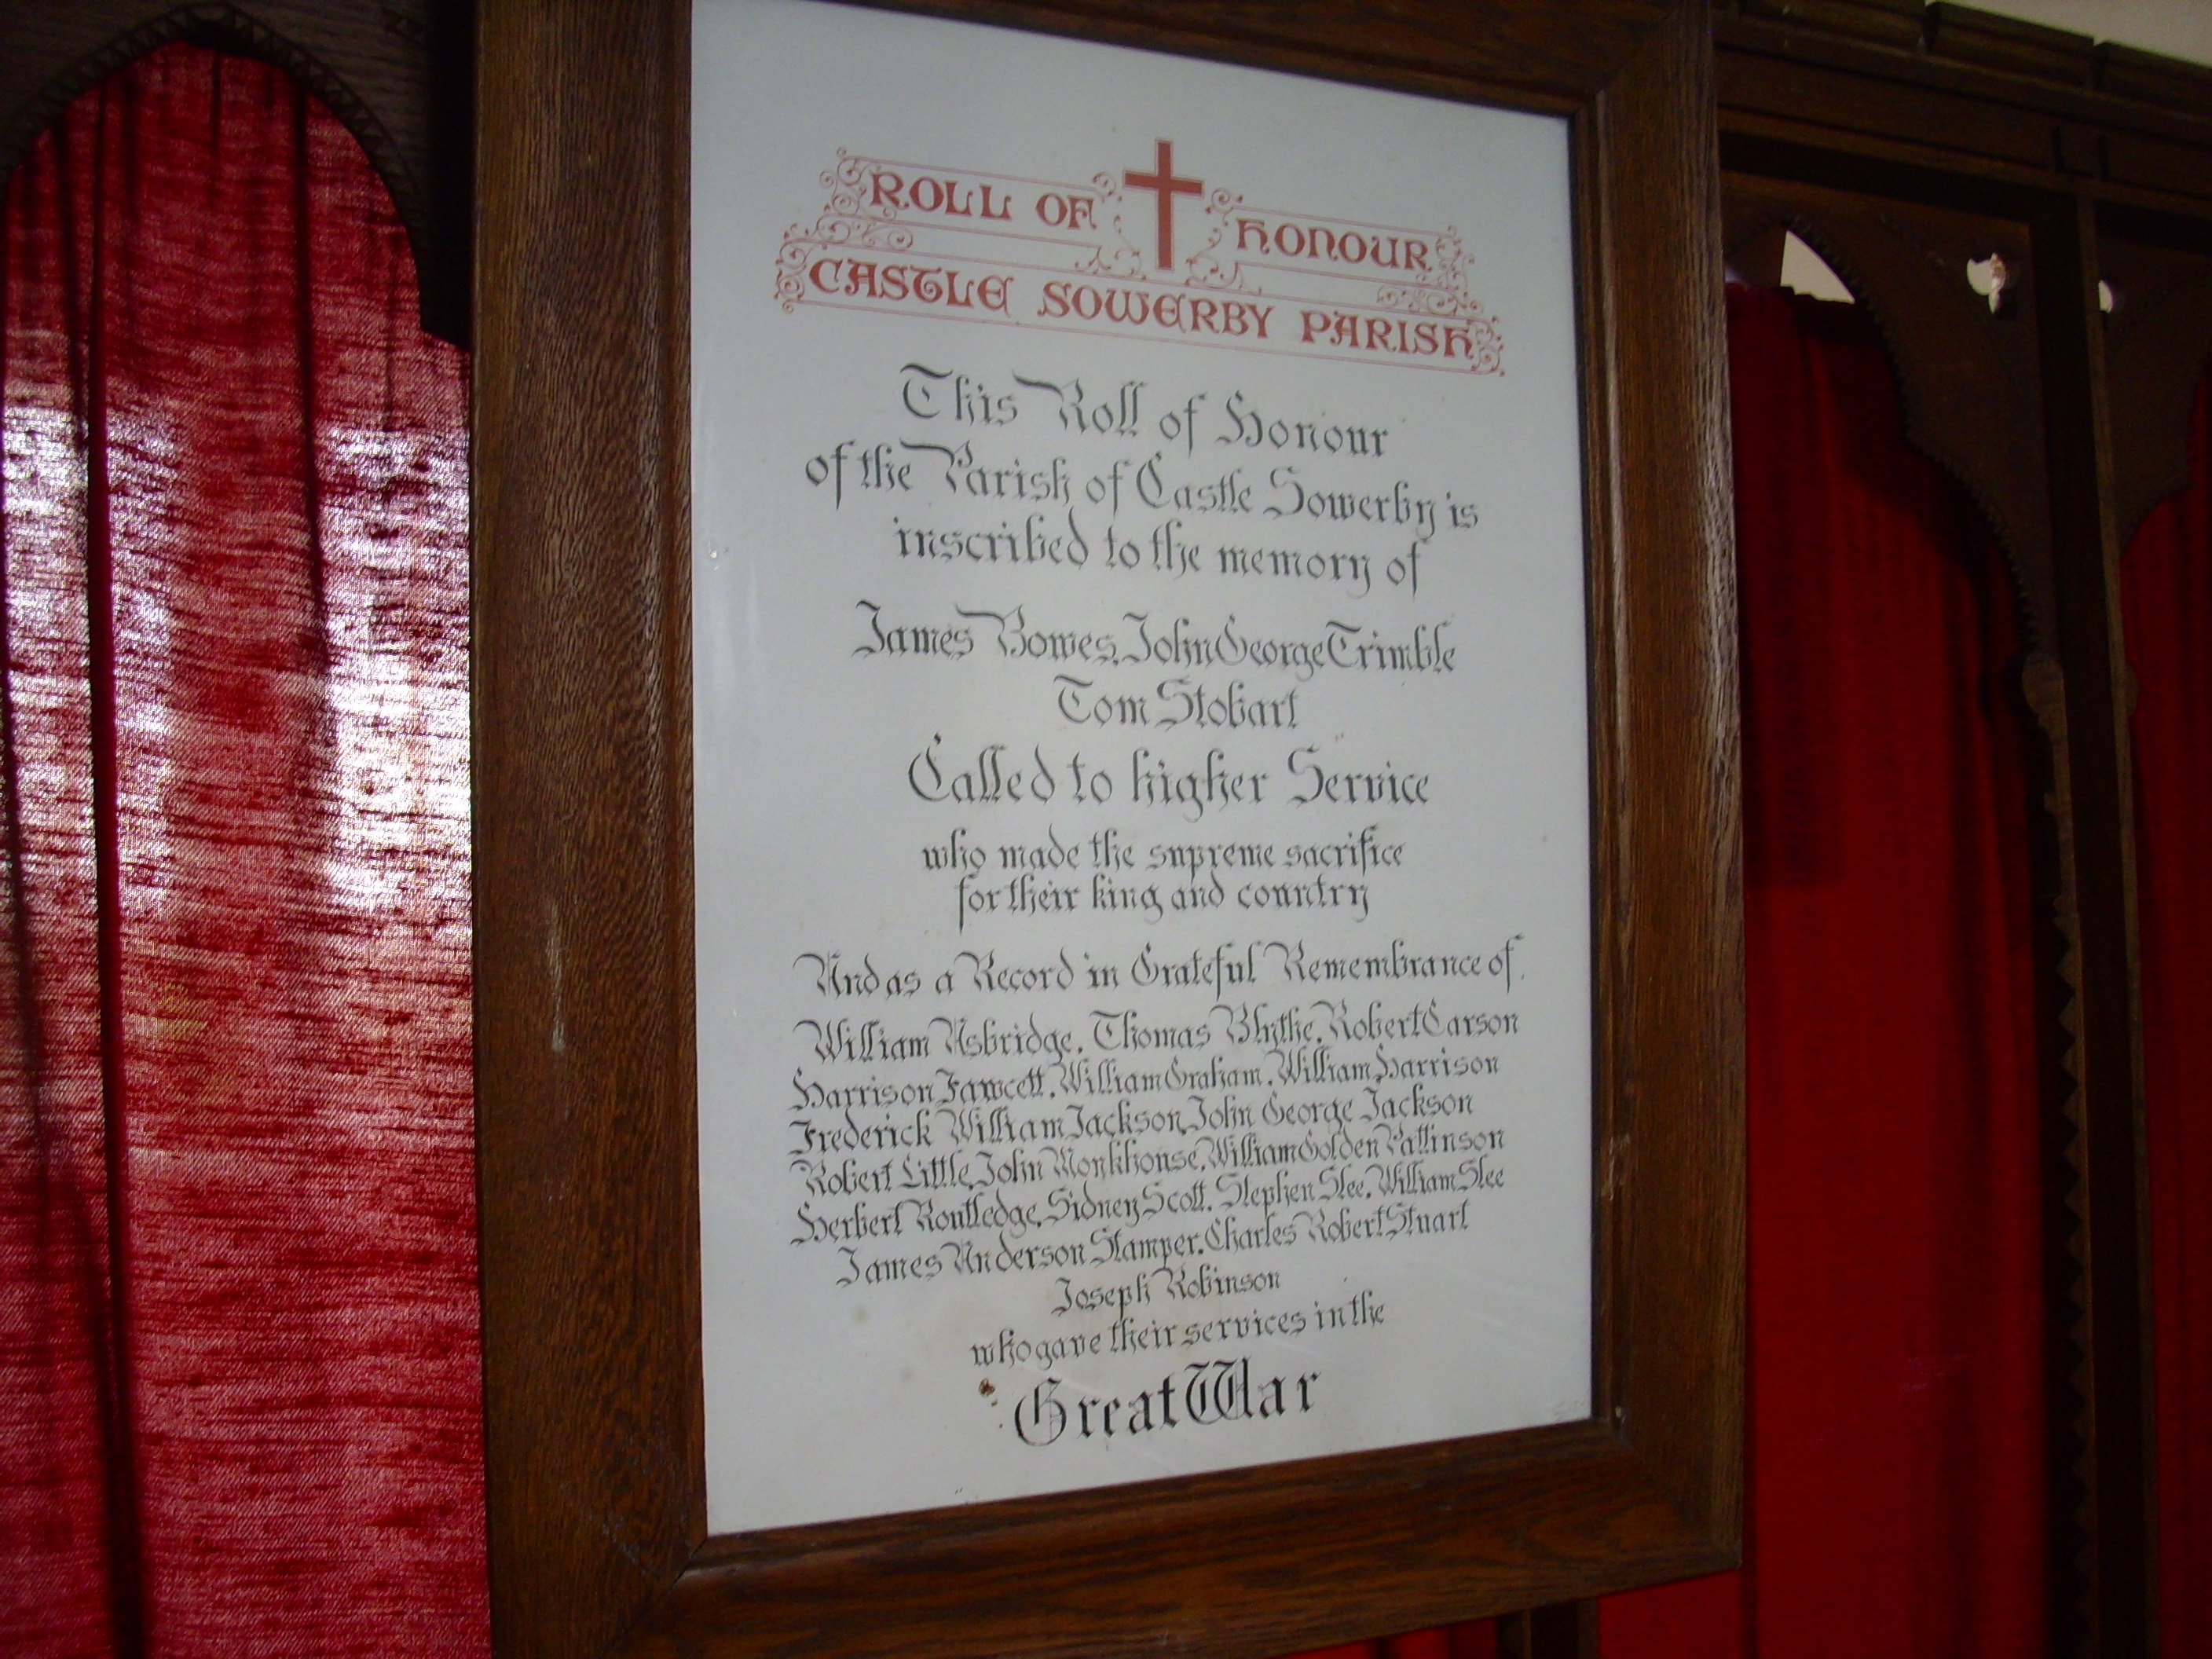 ROLL OF HONOUR
CASTLE SOWERBY PARISH
This Roll of Honour
of the Parish of Castle Sowerby is
inscribed to the memory of
James Bowes, John George Trimble
Tom Stobart
Called to higher Service
who made the supreme sacrifice
for their king and country
And as a Record in Grateful Remembrance of
William Asbridge, Thomas Blythe, Robert Carson
Harrison Fawcett, William Graham, William Harrison
Frederick William Jackson, John George Jackson
Robert Little, John Monkhouse, William Golden Pattinson
Herbert Routledge, Sidney Scott, Stephen Slee, William Slee
James Anderson Stamper, Charles Robert Stuart
Joseph Robinson
who gave their services in the
Great War